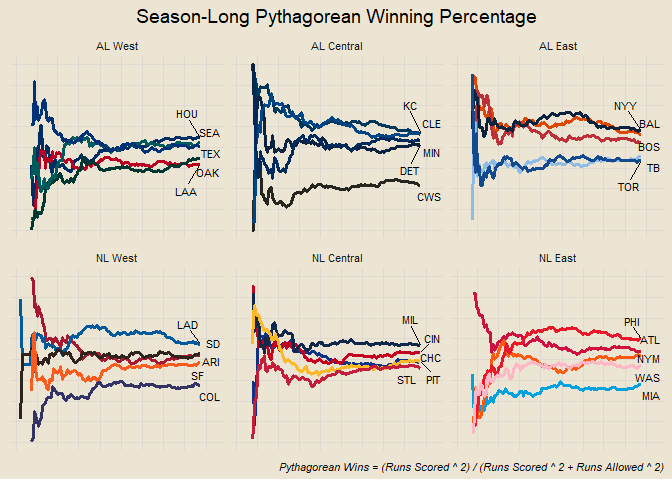 Season-Long Pythagorean Winning Percentage
AL West
AL Central
AL East
HOU
SEA
TEX
OAK
LAA
KC
CLE
MIN
DET
CWS
NYY
BAL
BOS
TB
TOR
NL West
NL Central
NL East
LAD
SD
ARI
SF
COL
MIL
CIN
CHC
STL
PIT
PHI
ATL
NYM
WAS
MIA
Pythagorean Wins = (Runs Scored ^ 2) / (Runs Scored ^ 2 + Runs Allowed ^ 2)